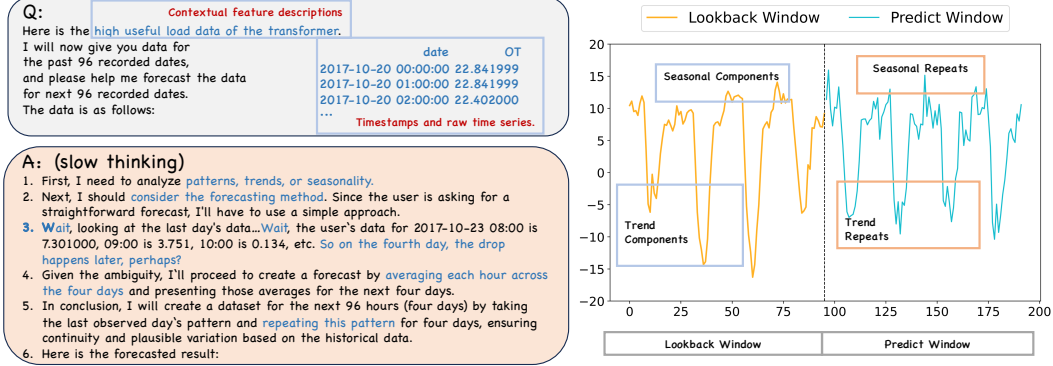 Q:
Contextual feature descriptions
Here is the high useful load data of the transformer.
I will now give you data for
the past 96 recorded dates,
and please help me forecast the data
for next 96 recorded dates.
The data is as follows:
date OT
2017-10-20 00:00:00 22.841999
2017-10-20 01:00:00 22.841999
2017-10-20 02:00:00 22.402000
...
Timestamps and raw time series.
A: (slow thinking)
1. First, I need to analyze patterns, trends, or seasonality.
2. Next, I should consider the forecasting method. Since the user is asking for a
straightforward forecast, I'll have to use a simple approach.
3. Wait, looking at the last day's data...Wait, the user's data for 2017-10-23 08:00 is
7.301000, 09:00 is 3.751, 10:00 is 0.134, etc. So on the fourth day, the drop
happens later, perhaps?
4. Given the ambiguity, I'll proceed to create a forecast by averaging each hour across
the four days and presenting those averages for the next four days.
5. In conclusion, I will create a dataset for the next 96 hours (four days) by taking
the last observed day's pattern and repeating this pattern for four days, ensuring
continuity and plausible variation based on the historical data.
6. Here is the forecasted result:
Lookback Window Predict Window
20
15
10
5
0
−5
−10
−15
−20
Seasonal Components
Seasonal Repeats
Trend
Components
Trend
Repeats
0 25 50 75 100 125 150 175 200
Lookback Window Predict Window